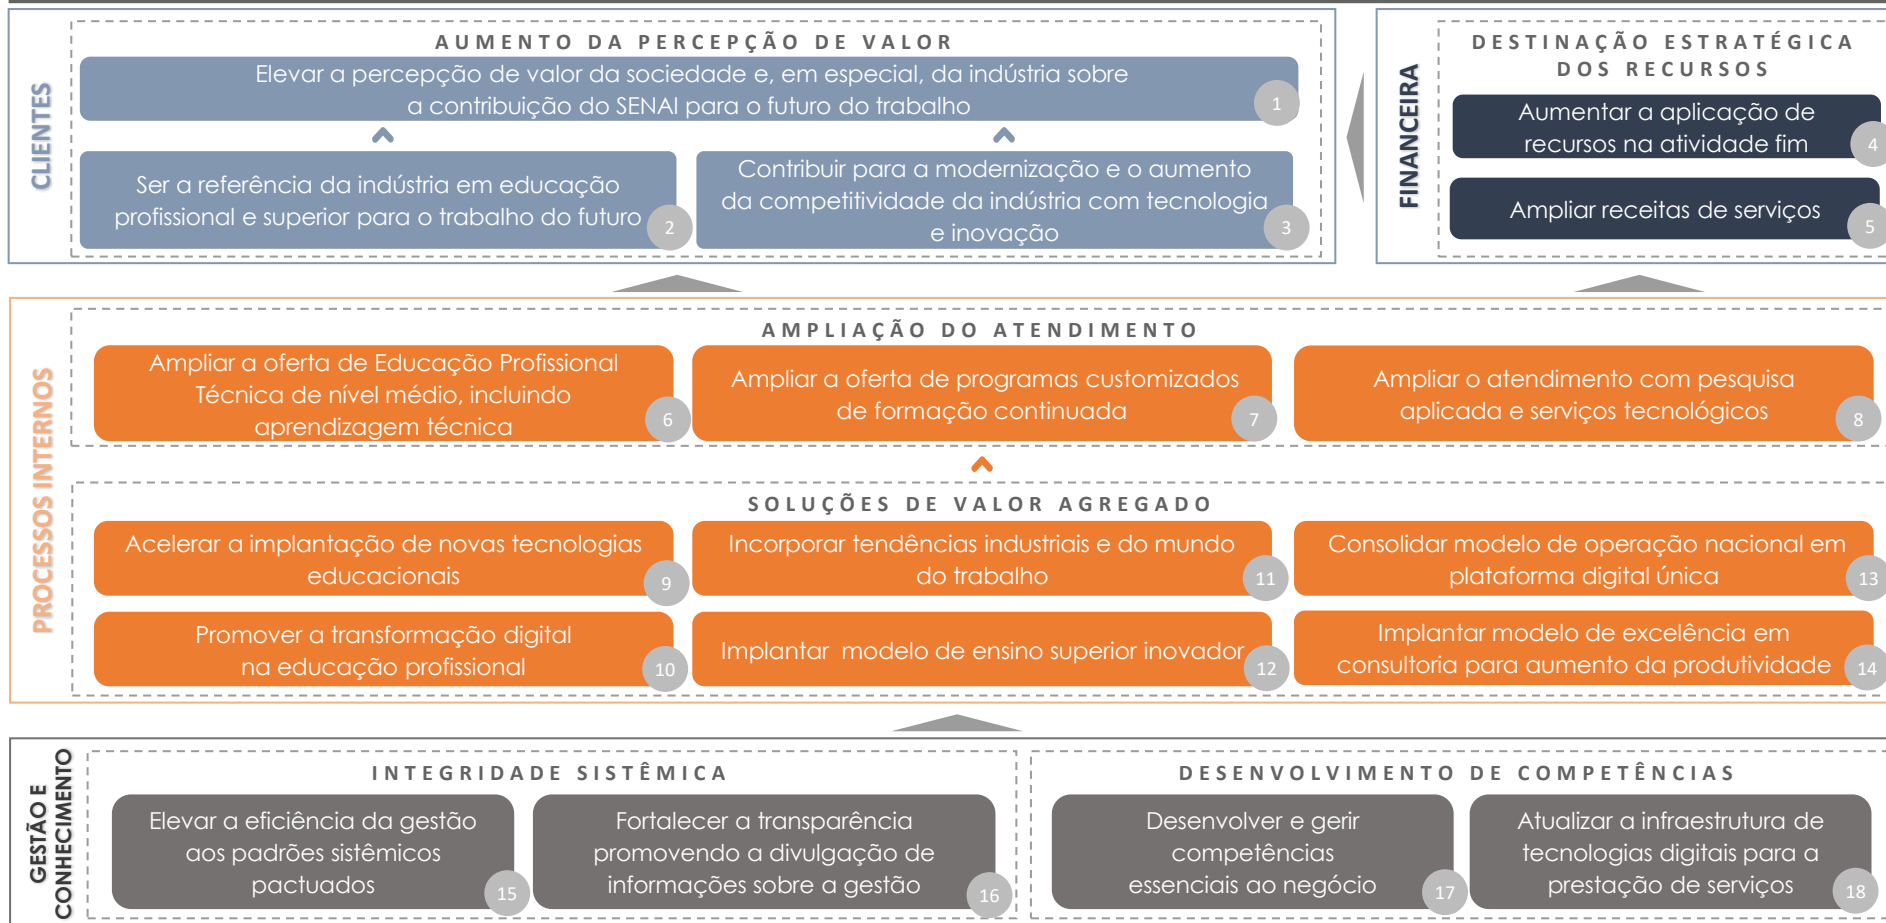 CLIENTES
AUMENTO DA PERCEPÇÃO DE VALOR
Elevar a percepção de valor da sociedade e, em especial, da indústria sobre
a contribuição do SENAI para o futuro do trabalho
1
Ser a referência da indústria em educação
profissional e superior para o trabalho do futuro
2
Contribuir para a modernização e o aumento
da competitividade da indústria com tecnologia
e inovação
3
FINANCEIRA
DESTINAÇÃO ESTRATÉGICA
DOS RECURSOS
Aumentar a aplicação de
recursos na atividade fim
4
Ampliar receitas de serviços
5
PROCESSOS INTERNOS
AMPLIAÇÃO DO ATENDIMENTO
Ampliar a oferta de Educação Profissional
Técnica de nível médio, incluindo
aprendizagem técnica
6
Ampliar a oferta de programas customizados
de formação continuada
7
Ampliar o atendimento com pesquisa
aplicada e serviços tecnológicos
8
SOLUÇÕES DE VALOR AGREGADO
Acelerar a implantação de novas tecnologias
educacionais
9
Incorporar tendências industriais e do mundo
do trabalho
11
Consolidar modelo de operação nacional em
plataforma digital única
13
Promover a transformação digital
na educação profissional
10
Implantar modelo de ensino superior inovador
12
Implantar modelo de excelência em
consultoria para aumento da produtividade
14
GESTÃO E
CONHECIMENTO
INTEGRIDADE SISTÊMICA
Elevar a eficiência da gestão
aos padrões sistêmicos
pactuados
15
Fortalecer a transparência
promovendo a divulgação de
informações sobre a gestão
16
DESENVOLVIMENTO DE COMPETÊNCIAS
Desenvolver e gerir
competências
essenciais ao negócio
17
Atualizar a infraestrutura de
tecnologias digitais para a
prestação de serviços
18